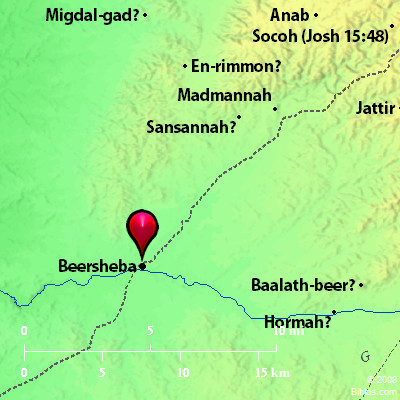 Migdal-gad?
Anab
Socoh (Josh 15:48)
En-rimmon?
Madmannah
Jattir
Sansannah?
Beersheba
Baalath-beer?
Hormah?
0 5 10 mi
0 5 10 15 km
G
© 2008
Bibles.com